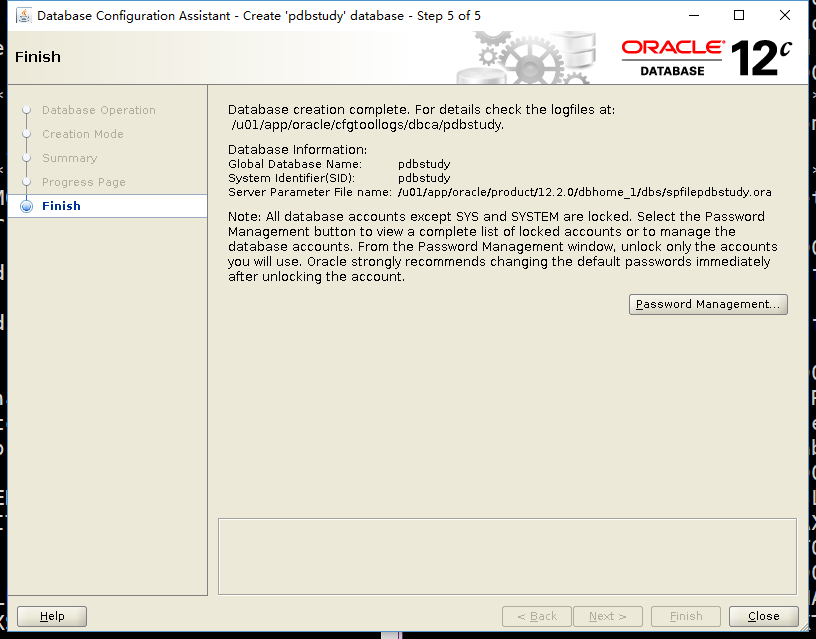 Database Configuration Assistant - Create 'pdbstudy' database - Step 5 of 5
Finish
ORACLE
DATABASE
12c
Database Operation
Creation Mode
Summary
Progress Page
Finish
Database creation complete. For details check the logfiles at:
/u01/app/oracle/cfgtoollogs/dbca/pdbstudy.
Database Information:
Global Database Name: pdbstudy
System Identifier(SID): pdbstudy
Server Parameter File name: /u01/app/oracle/product/12.2.0/dbhome_1/dbs/spfilepdbstudy.ora
Note: All database accounts except SYS and SYSTEM are locked. Select the Password
Management button to view a complete list of locked accounts or to manage the
database accounts. From the Password Management window, unlock only the accounts
you will use. Oracle strongly recommends changing the default passwords immediately
after unlocking the account.
Password Management...
Help
< Back
Next >
Finish
Close